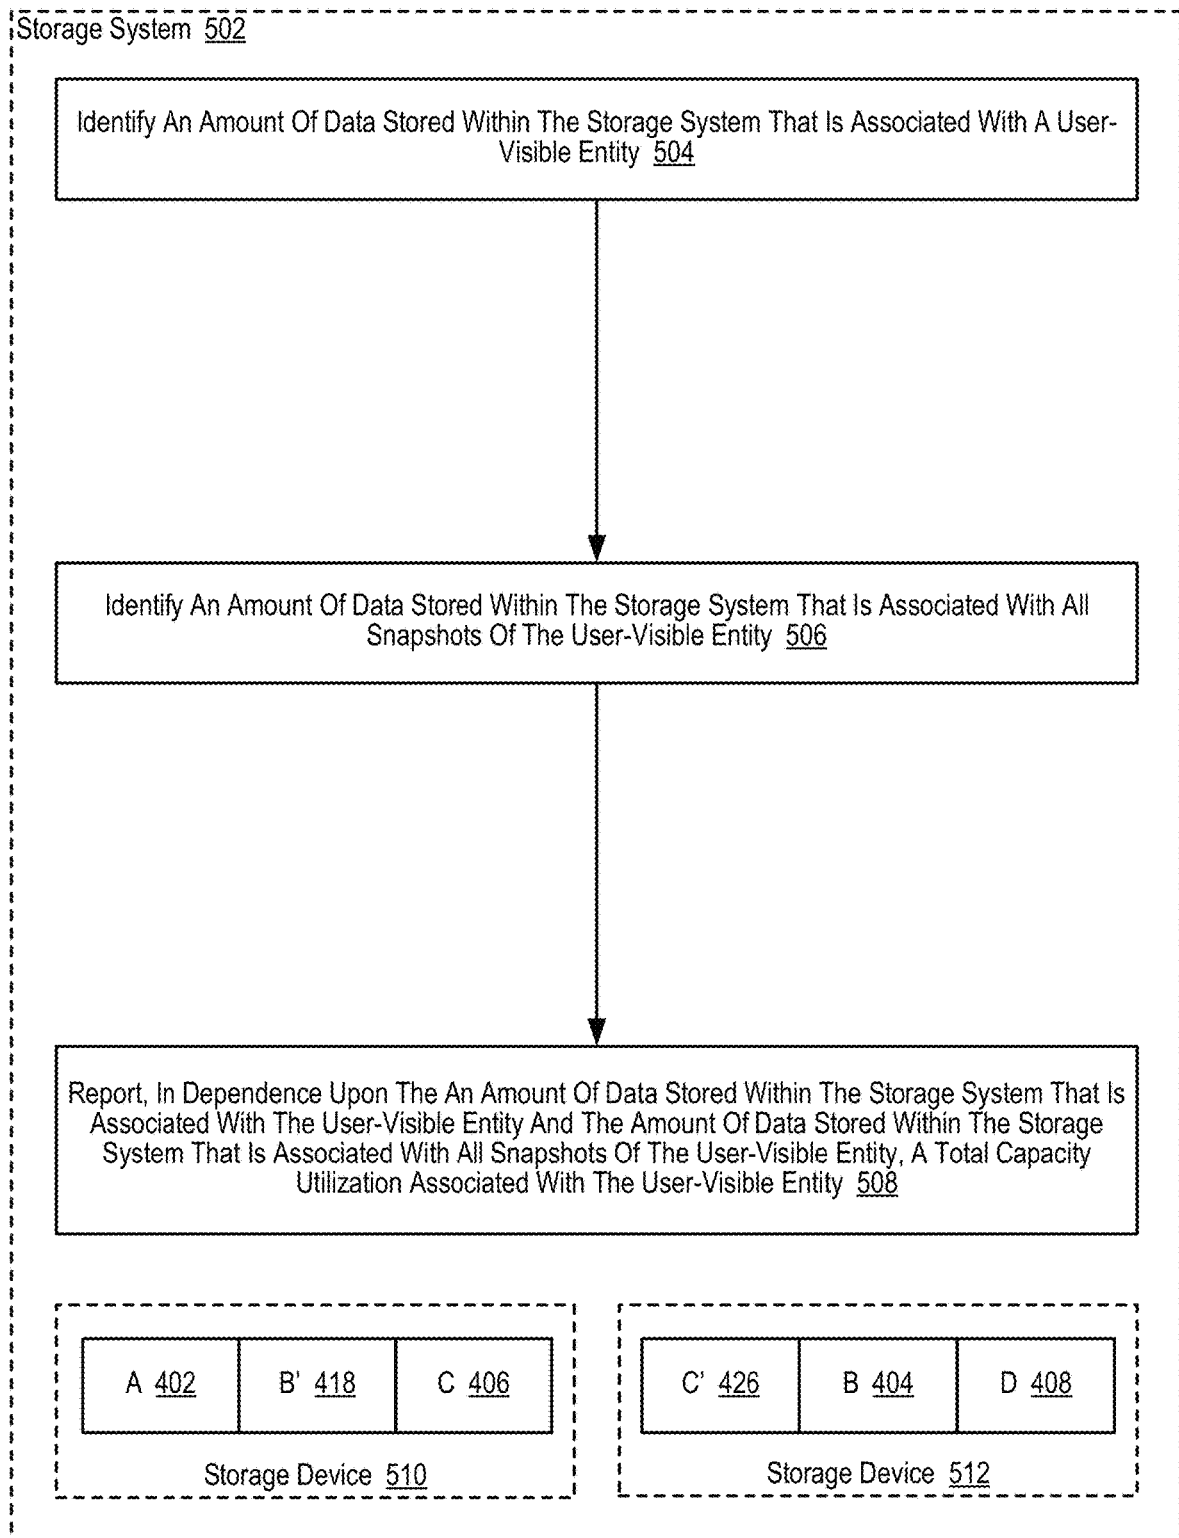 Storage System 502
Identify An Amount Of Data Stored Within The Storage System That Is Associated With A User-
Visible Entity 504
Identify An Amount Of Data Stored Within The Storage System That Is Associated With All
Snapshots Of The User-Visible Entity 506
Report, In Dependence Upon The An Amount Of Data Stored Within The Storage System That Is
Associated With The User-Visible Entity And The Amount Of Data Stored Within The Storage
System That Is Associated With All Snapshots Of The User-Visible Entity, A Total Capacity
Utilization Associated With The User-Visible Entity 508
A 402 B' 418 C 406
Storage Device 510
C' 426 B 404 D 408
Storage Device 512